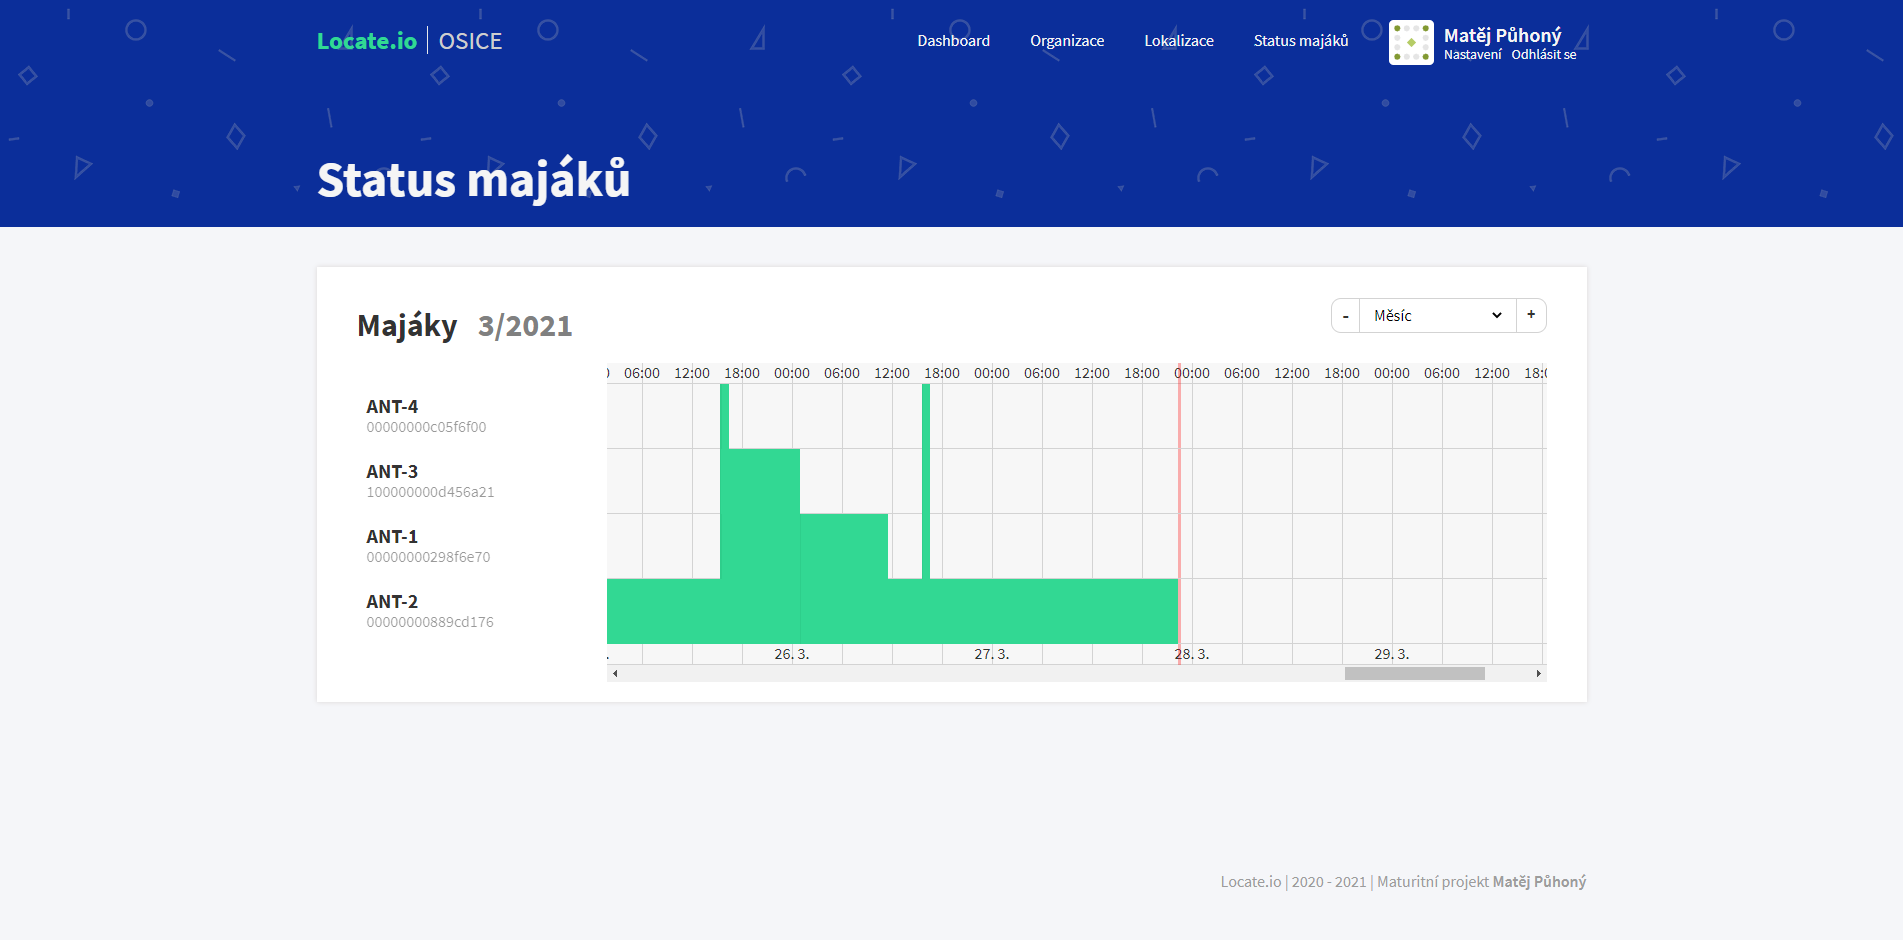 Locate.io | OSICE
Dashboard Organizace Lokalizace Status majáků
Matěj Půhoný
Nastavení Odhlásit se
Status majáků
Majáky 3/2021
- Měsíc +
06:00 12:00 18:00 00:00 06:00 12:00 18:00 00:00 06:00 12:00 18:00 00:00 06:00 12:00 18:00 00:00 06:00 12:00 18:0
ANT-4
00000000c05f6f00
ANT-3
100000000d456a21
ANT-1
00000000298f6e70
ANT-2
00000000889cd176
. 26. 3. 27. 3. 28. 3. 29. 3.
Locate.io | 2020 - 2021 | Maturitní projekt Matěj Půhoný